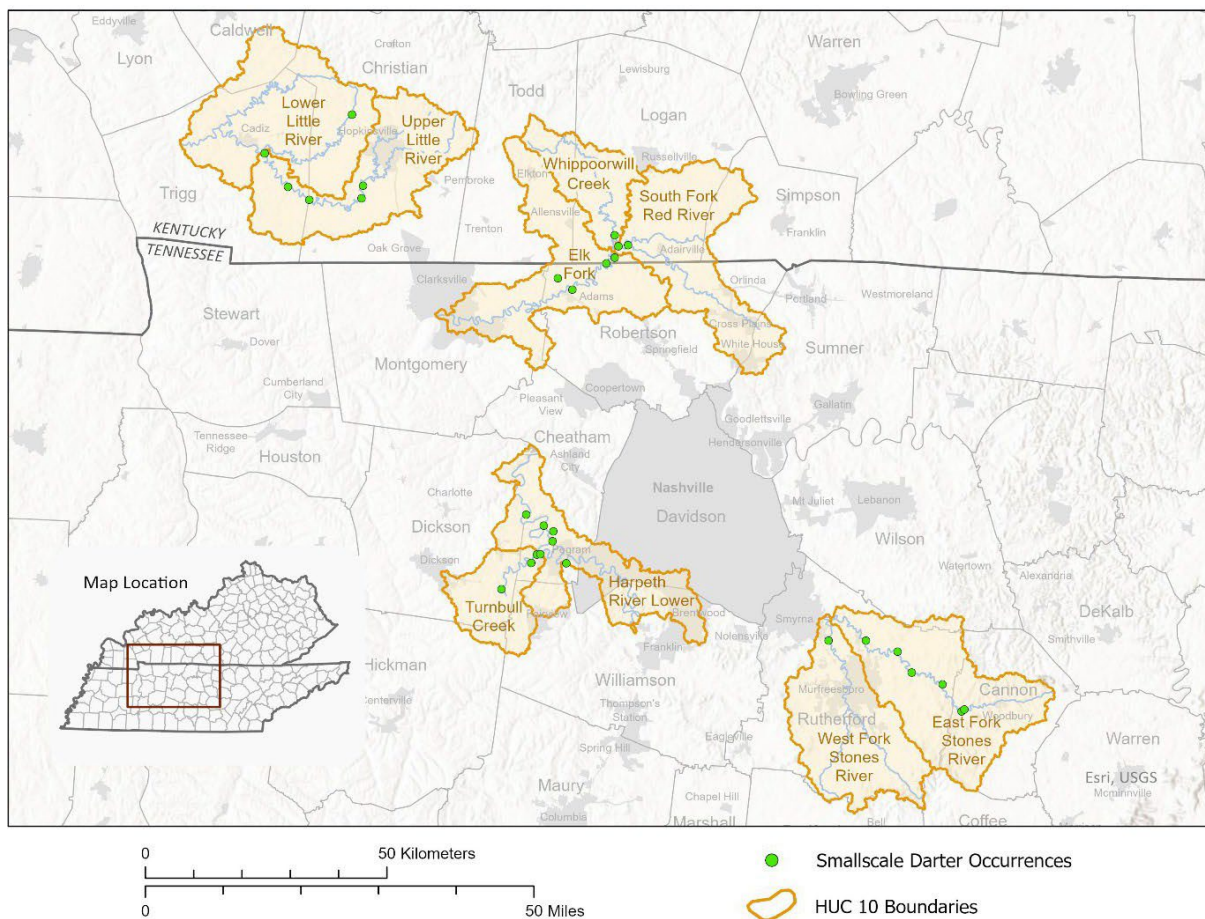 Eddyville
Caldwell
Lyon
Crofton
Christian
Warren
Lewisburg
Todd
Bowling Green
Logan
Lower
Little
River
Cadiz
Hopkinsville
Upper
Little
River
Whippoorwill
Creek
Russellville
Elkton
Pembroke
Trigg
South Fork
Red River
Simpson
Allensville
Franklin
Trenton
KENTUCKY
TENNESSEE
Oak Grove
Adairville
Elk
Fork
Clarksville
Orlinda
Portland
Westmoreland
Adams
Stewart
Cross Plains
Robertson
White House
Dover
Springfield
Sumner
Montgomery
Cumberland
City
Coopertown
Pleasant
View
Gallatin
Goodlettsville
Hendersonville
Tennessee
Ridge
Houston
Cheatham
Ashland
City
Charlotte
Nashville
Davidson
Mt Juliet
Lebanon
Dickson
Wilson
Dickson
Pegram
Watertown
Alexandria
Map Location
Turnbull
Creek
Harpeth
River Lower
Brentwood
DeKalb
Smithville
Nolensville
Smyrna
Franklin
Hickman
Centerville
Williamson
Murfreesboro
Cannon
Woodbury
Thompson's
Station
Rutherford
West Fork
Stones
River
East Fork
Stones
River
Eagleville
Spring Hill
Warren
Maury
Columbia
Esri, USGS
McMinnville
Chapel Hill
Marshall
Bell
Coffee
0 50 Kilometers
0 50 Miles
Smallscale Darter Occurrences
HUC 10 Boundaries